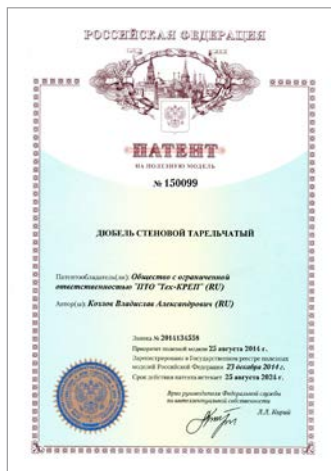 РОССИЙСКАЯ ФЕДЕРАЦИЯ
ПАТЕНТ
НА ПОЛЕЗНУЮ МОДЕЛЬ
№ 150099
ДЮБЕЛЬ СТЕНОВОЙ ТАРЕЛЬЧАТЫЙ
Патентообладатель(ли): Общество с ограниченной
ответственностью "ПТО "Тех-КРЕП" (RU)
Автор(ы): Козлов Владислав Александрович (RU)
Заявка № 2014134558
Приоритет полезной модели 25 августа 2014 г.
Зарегистрировано в Государственном реестре полезных
моделей Российской Федерации 23 декабря 2014 г.
Срок действия патента истекает 25 августа 2024 г.
Врио руководителя Федеральной службы
по интеллектуальной собственности
Л.Л. Кирий